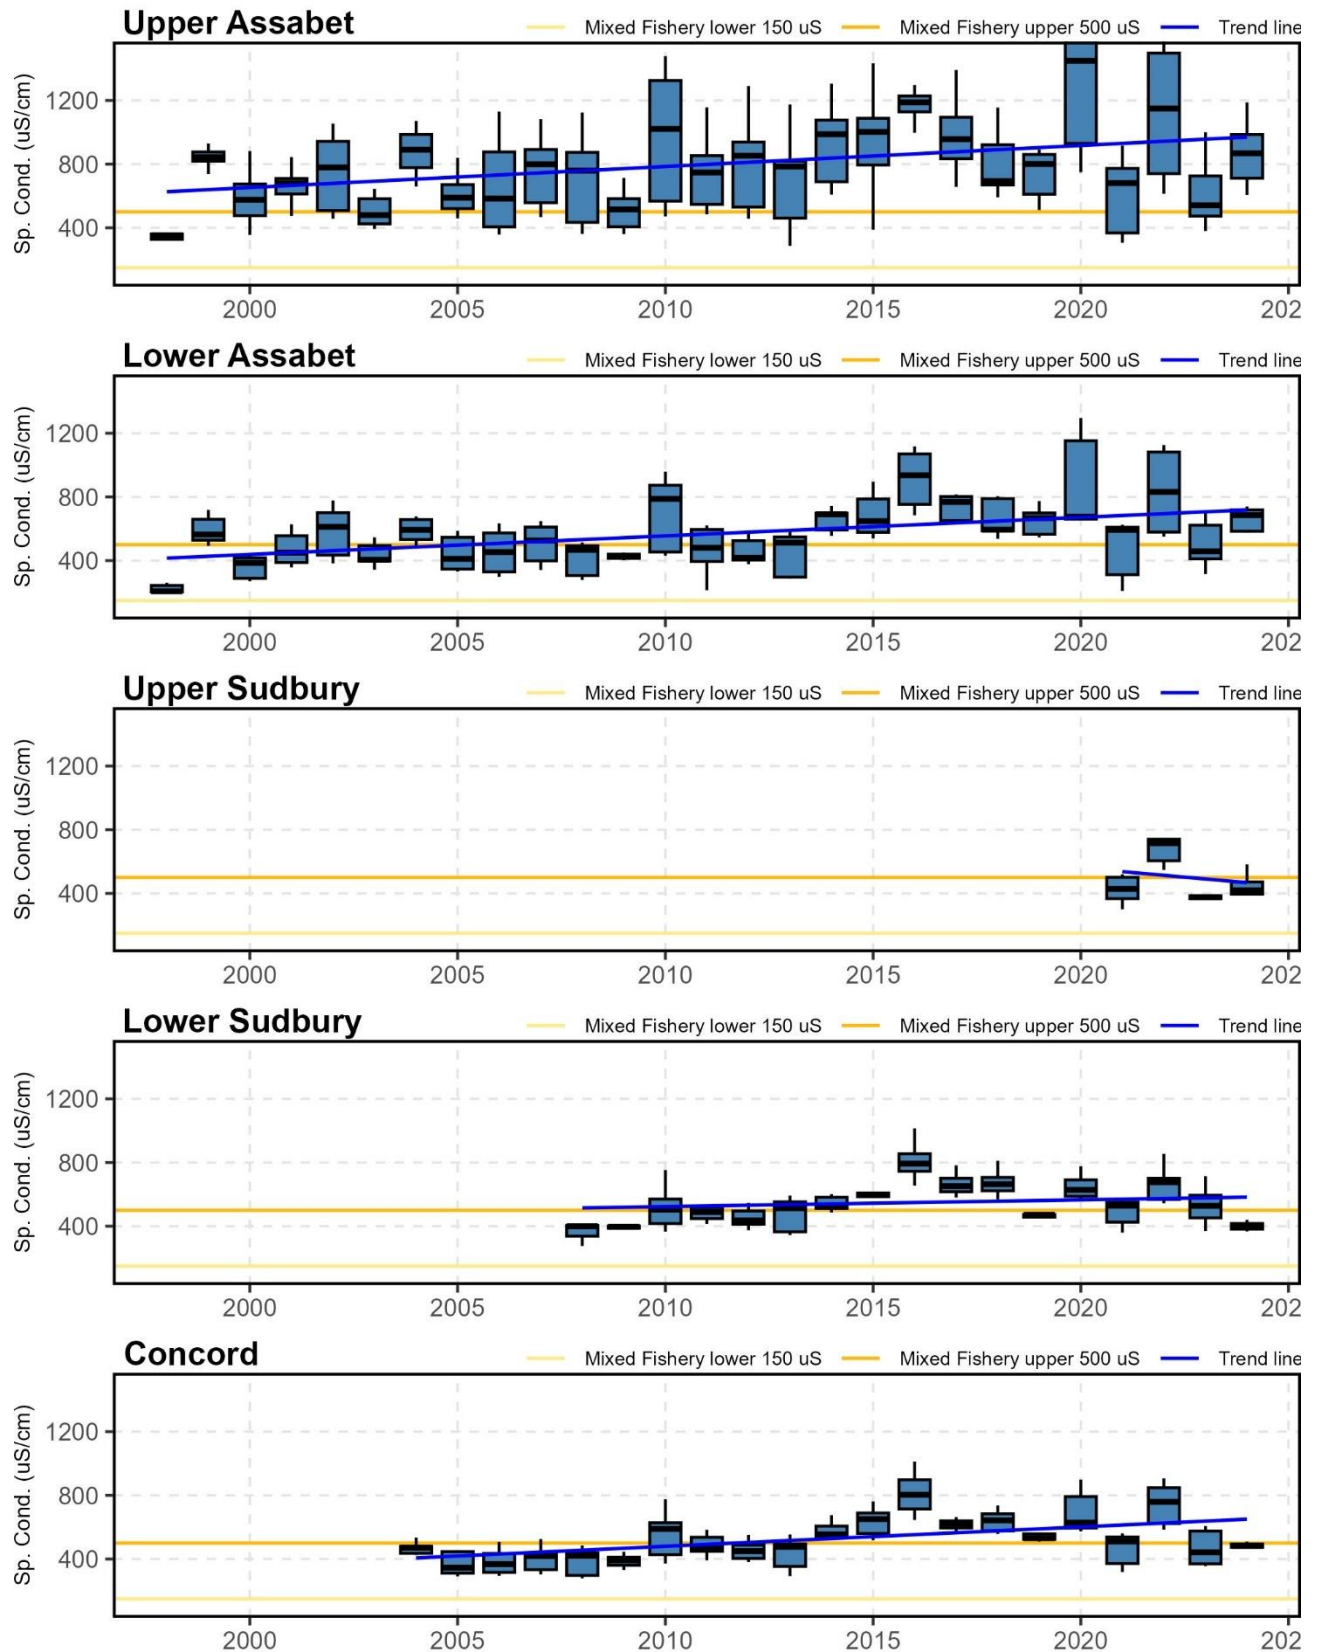 Upper Assabet
Mixed Fishery lower 150 uS Mixed Fishery upper 500 uS Trend line
Sp. Cond. (uS/cm)
1200
800
400
2000 2005 2010 2015 2020 202
Lower Assabet
Mixed Fishery lower 150 uS Mixed Fishery upper 500 uS Trend line
Sp. Cond. (uS/cm)
1200
800
400
2000 2005 2010 2015 2020 202
Upper Sudbury
Mixed Fishery lower 150 uS Mixed Fishery upper 500 uS Trend line
Sp. Cond. (uS/cm)
1200
800
400
2000 2005 2010 2015 2020 202
Lower Sudbury
Mixed Fishery lower 150 uS Mixed Fishery upper 500 uS Trend line
Sp. Cond. (uS/cm)
1200
800
400
2000 2005 2010 2015 2020 202
Concord
Mixed Fishery lower 150 uS Mixed Fishery upper 500 uS Trend line
Sp. Cond. (uS/cm)
1200
800
400
2000 2005 2010 2015 2020 202